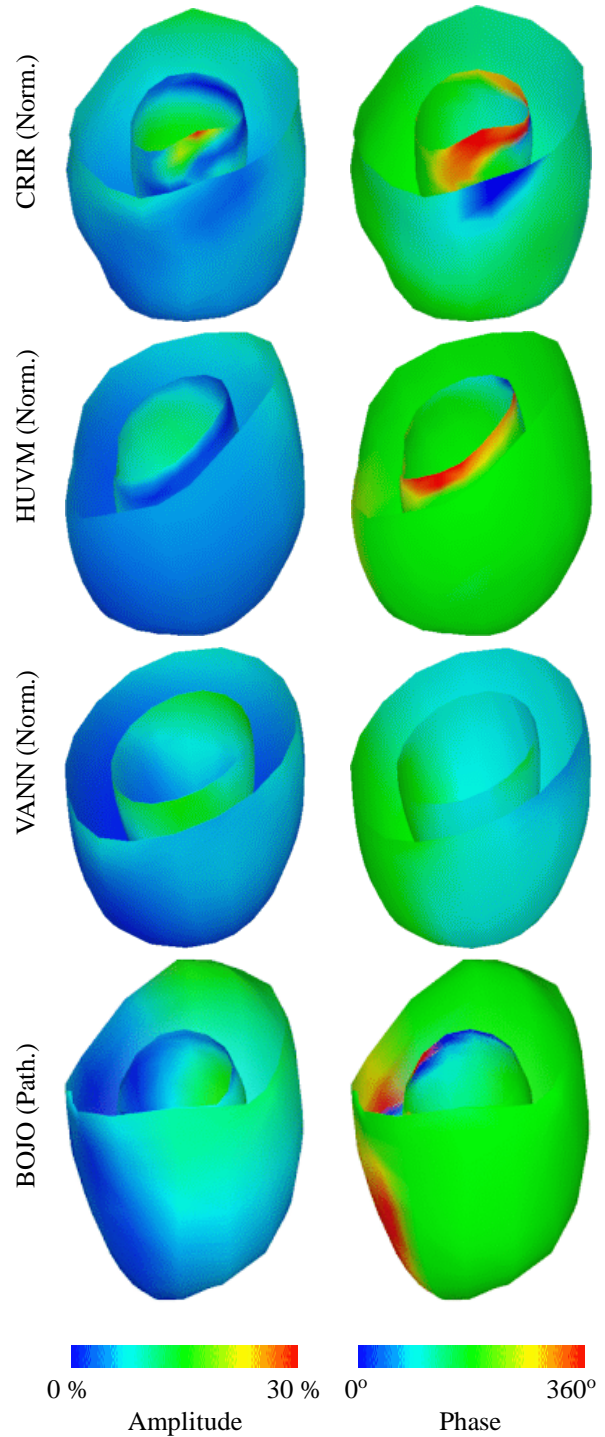 CRIR (Norm.)
HUVM (Norm.)
VANN (Norm.)
BOJO (Path.)
0 % 30 % 0º 360º
Amplitude Phase